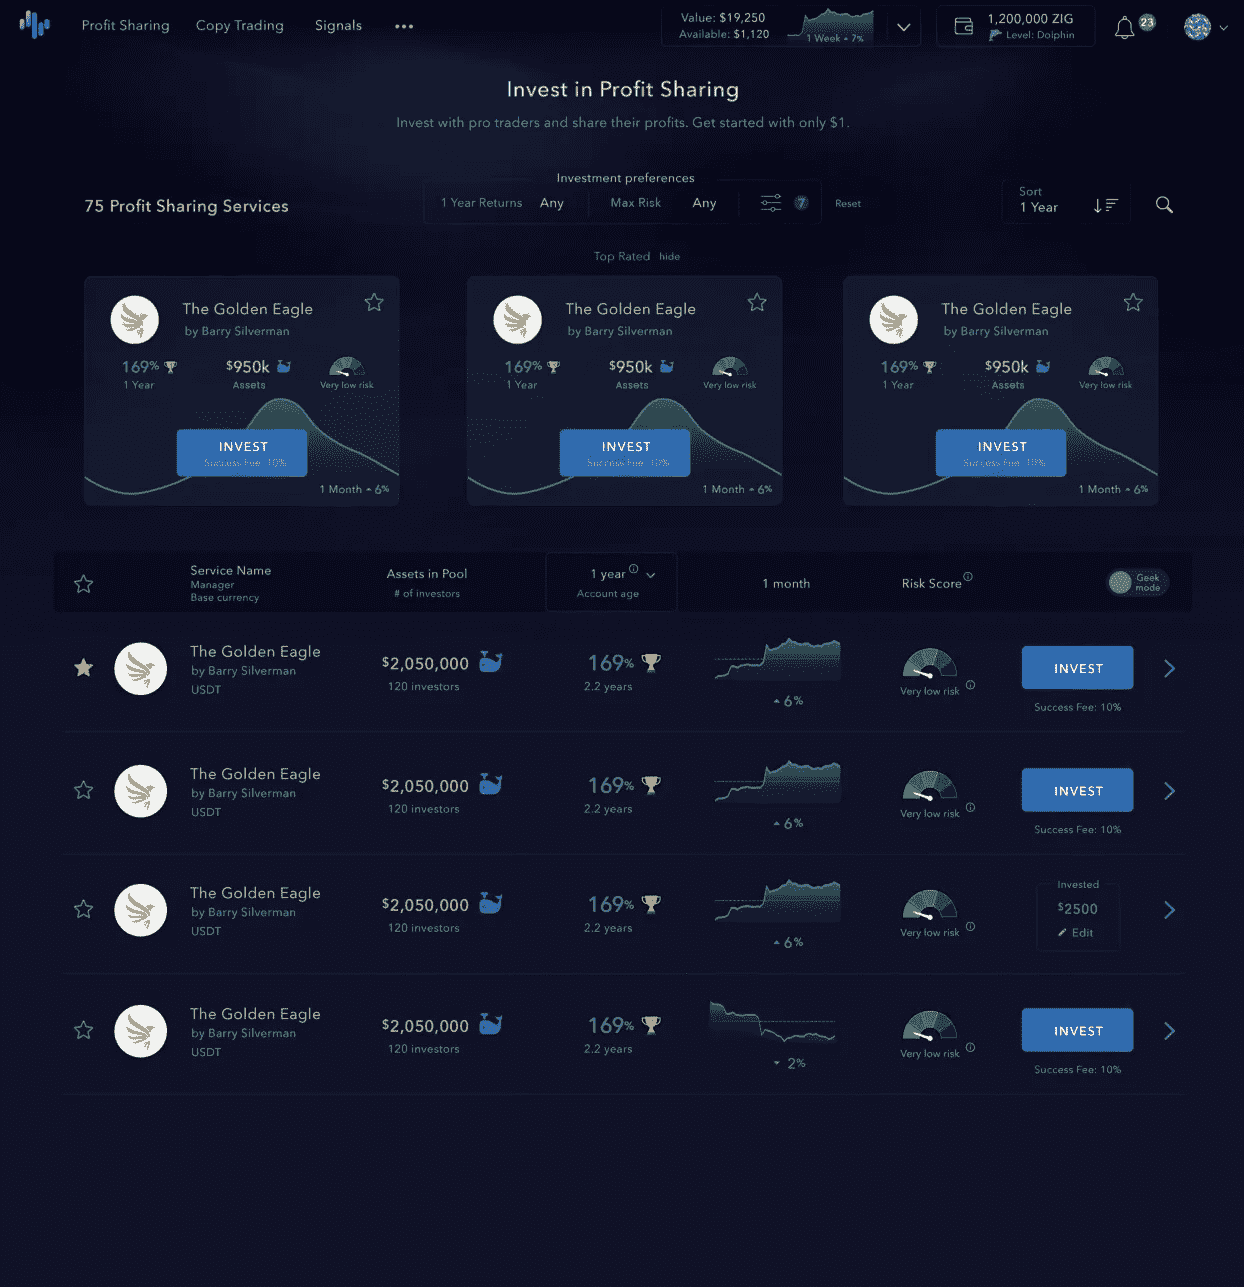 Profit Sharing Copy Trading Signals
Value: $19,250
Available: $1,120
1 Week 7%
1,200,000 ZIG
Level: Dolphin
23
Invest in Profit Sharing
Invest with pro traders and share their profits. Get started with only $1.
75 Profit Sharing Services
Investment preferences
1 Year Returns Any Max Risk Any 7 Reset
Sort
1 Year
Top Rated hide
The Golden Eagle
by Barry Silverman
169% $950k
1 Year Assets Very low risk
INVEST
Success Fee: 10%
1 Month 6%
The Golden Eagle
by Barry Silverman
169% $950k
1 Year Assets Very low risk
INVEST
Success Fee: 10%
1 Month 6%
The Golden Eagle
by Barry Silverman
169% $950k
1 Year Assets Very low risk
INVEST
Success Fee: 10%
1 Month 6%
Service Name
Manager
Base currency
Assets in Pool
# of investors
1 year
Account age
1 month
Risk Score
Geek
mode
The Golden Eagle
by Barry Silverman
USDT
$2,050,000
120 investors
169%
2.2 years
6%
Very low risk
INVEST
Success Fee: 10%
The Golden Eagle
by Barry Silverman
USDT
$2,050,000
120 investors
169%
2.2 years
6%
Very low risk
INVEST
Success Fee: 10%
The Golden Eagle
by Barry Silverman
USDT
$2,050,000
120 investors
169%
2.2 years
6%
Very low risk
Invested
$2500
Edit
The Golden Eagle
by Barry Silverman
USDT
$2,050,000
120 investors
169%
2.2 years
2%
Very low risk
INVEST
Success Fee: 10%